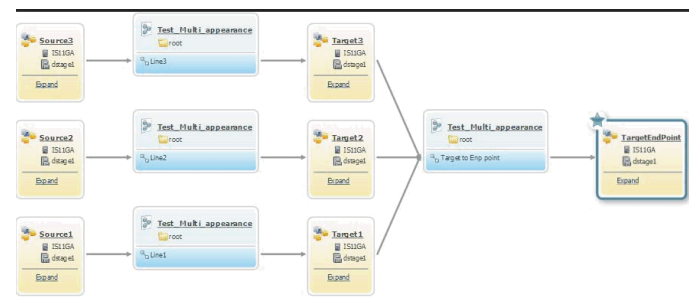 Source3
IS11GA
dstage1
Expand
Test_Multi_appearance
root
Line3
Target3
IS11GA
dstage1
Expand
Source2
IS11GA
dstage1
Expand
Test_Multi_appearance
root
Line2
Target2
IS11GA
dstage1
Expand
Test_Multi_appearance
root
Target to Enp point
TargetEndPoint
IS11GA
dstage1
Expand
Source1
IS11GA
dstage1
Expand
Test_Multi_appearance
root
Line1
Target1
IS11GA
dstage1
Expand